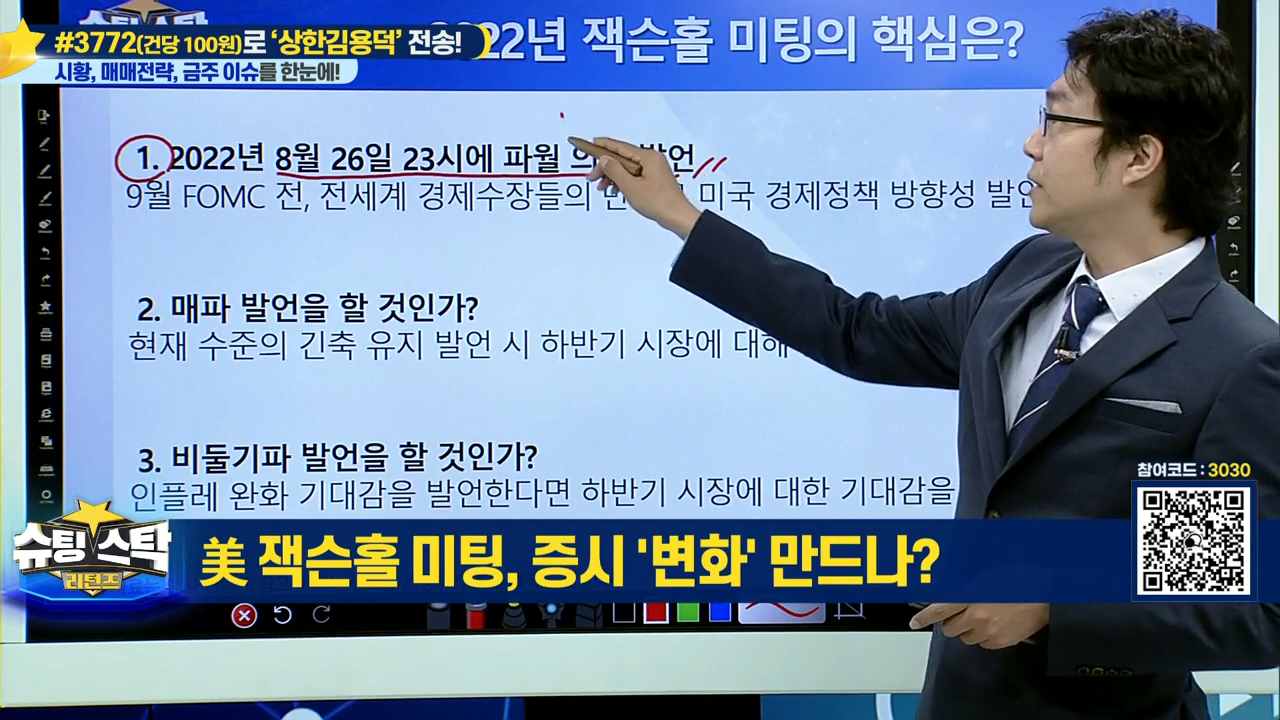 #3772(건당 100원)로 '상한김용덕' 전송!
시황, 매매전략, 금주 이슈를 한눈에!
22년 잭슨홀 미팅의 핵심은?
1. 2022년 8월 26일 23시에 파월 발언
9월 FOMC 전, 전세계 경제수장들의 미국 경제정책 방향성
2. 매파 발언을 할 것인가?
현재 수준의 긴축 유지 발언 시 하반기 시장에 대해
3. 비둘기파 발언을 할 것인가?
인플레 완화 기대감을 발언한다면 하반기 시장에 대한 기대감을
참여코드 : 3030
슈팅스탁
리턴즈
美 잭슨홀 미팅, 증시 '변화' 만드나?